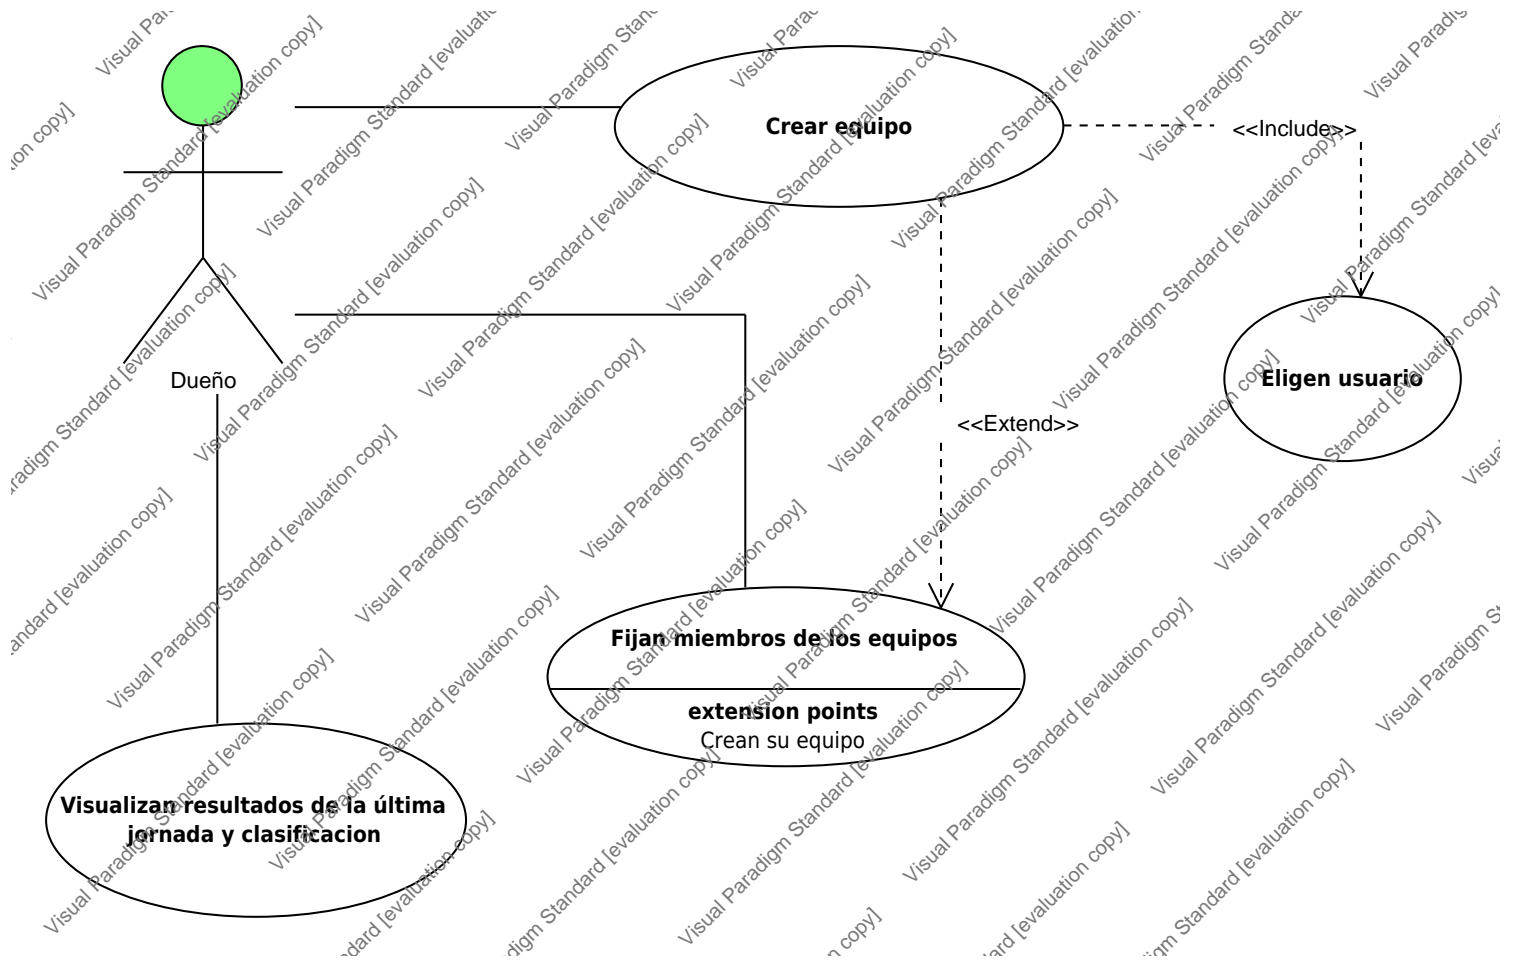 Crear equipo
<<Include>>
Eligen usuario
Dueño
<<Extend>>
Fijan miembros de los equipos
extension points
Crean su equipo
Visualizan resultados de la última
jornada y clasificacion
Visual Paradigm Standard [evaluation copy]